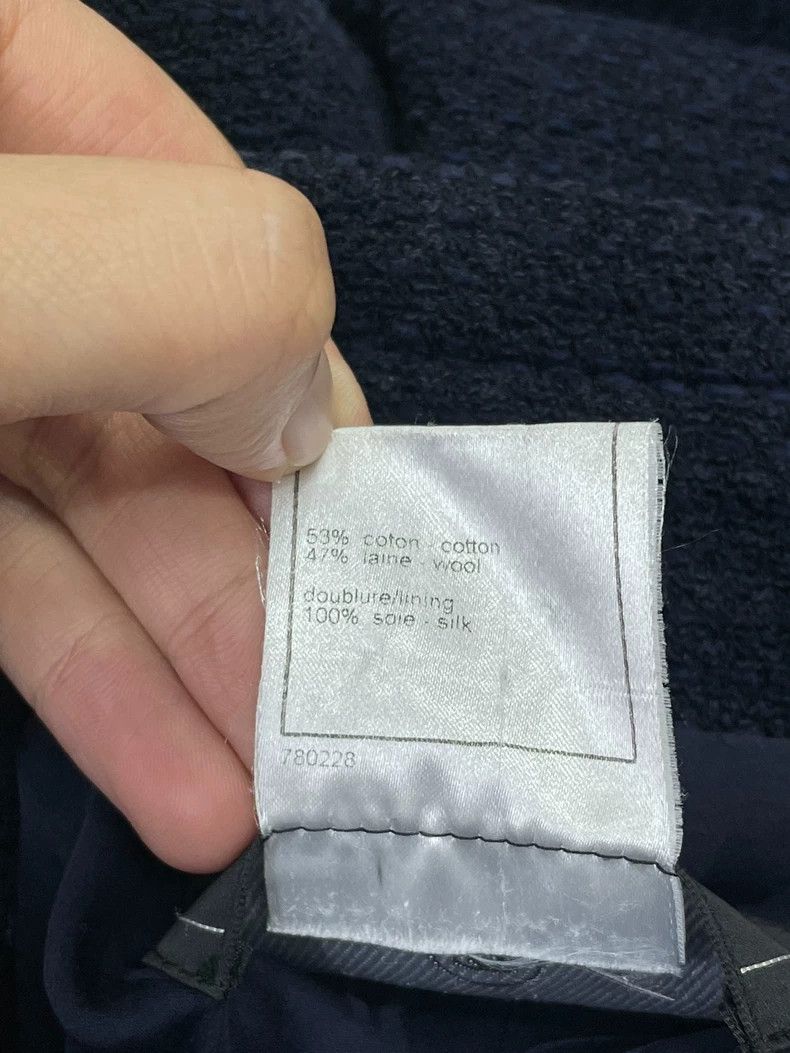 53% coton - cotton
47% laine - wool
doublure/lining
100% soie - silk
780228